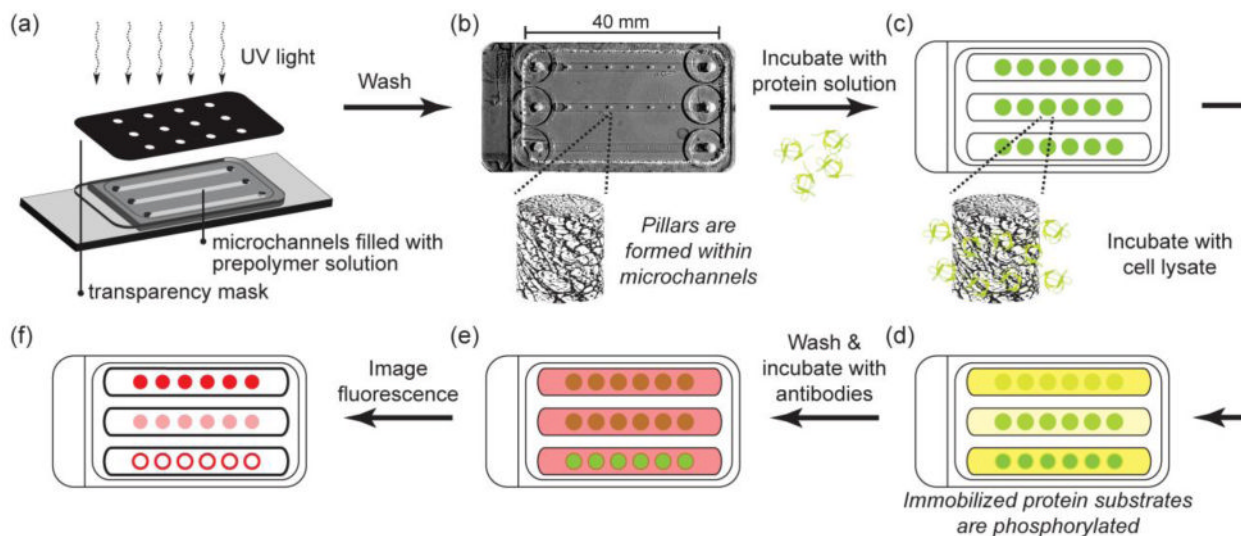 (a)
UV light
microchannels filled with
prepolymer solution
transparency mask
Wash
(b)
40 mm
Pillars are
formed within
microchannels
Incubate with
protein solution
(c)
Incubate with
cell lysate
(f)
Image
fluorescence
(e)
Wash &
incubate with
antibodies
(d)
Immobilized protein substrates
are phosphorylated